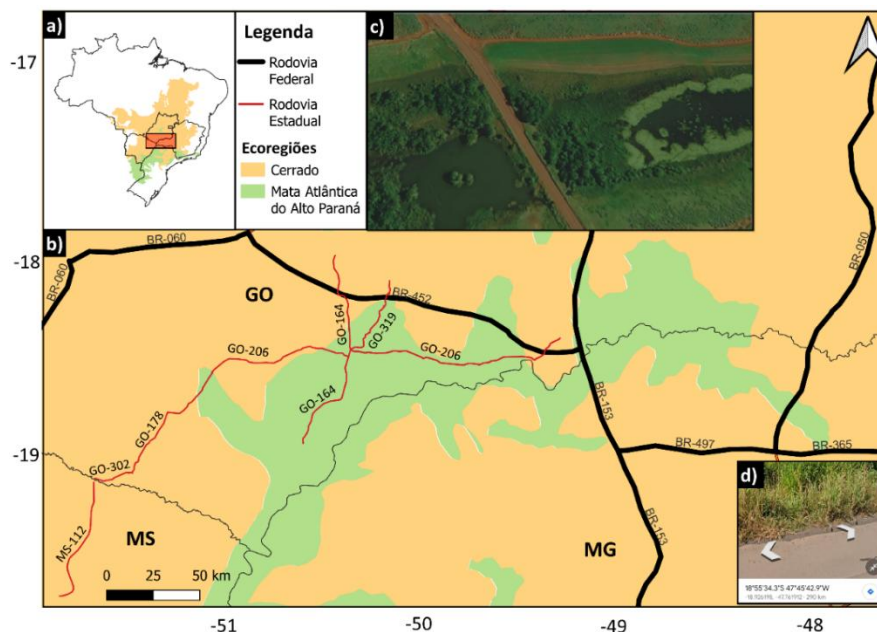 a)
Legenda
Rodovia
Federal
Rodovia
Estadual
Ecoregiões
Cerrado
Mata Atlântica
do Alto Paraná
c)
-17
b)
BR-060
BR-060
GO
BR-452
GO-164
GO-319
BR-050
-18
GO-206
GO-206
GO-164
GO-178
BR-153
-19
GO-302
BR-497
BR-365
MS-112
MS
MG
BR-153
0
25
50 km
d)
18°55'34.3"S 47°45'42.9"W
-51
-50
-49
-48